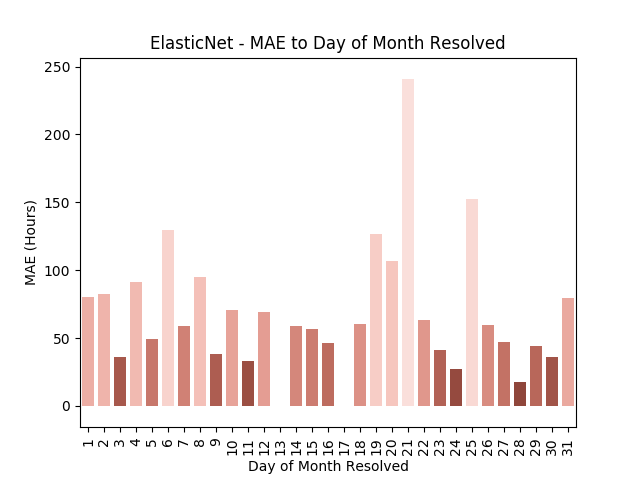 ElasticNet - MAE to Day of Month Resolved
250
200
150
100
50
0
MAE (Hours)
1 2 3 4 5 6 7 8 9 10 11 12 13 14 15 16 17 18 19 20 21 22 23 24 25 26 27 28 29 30 31
Day of Month Resolved